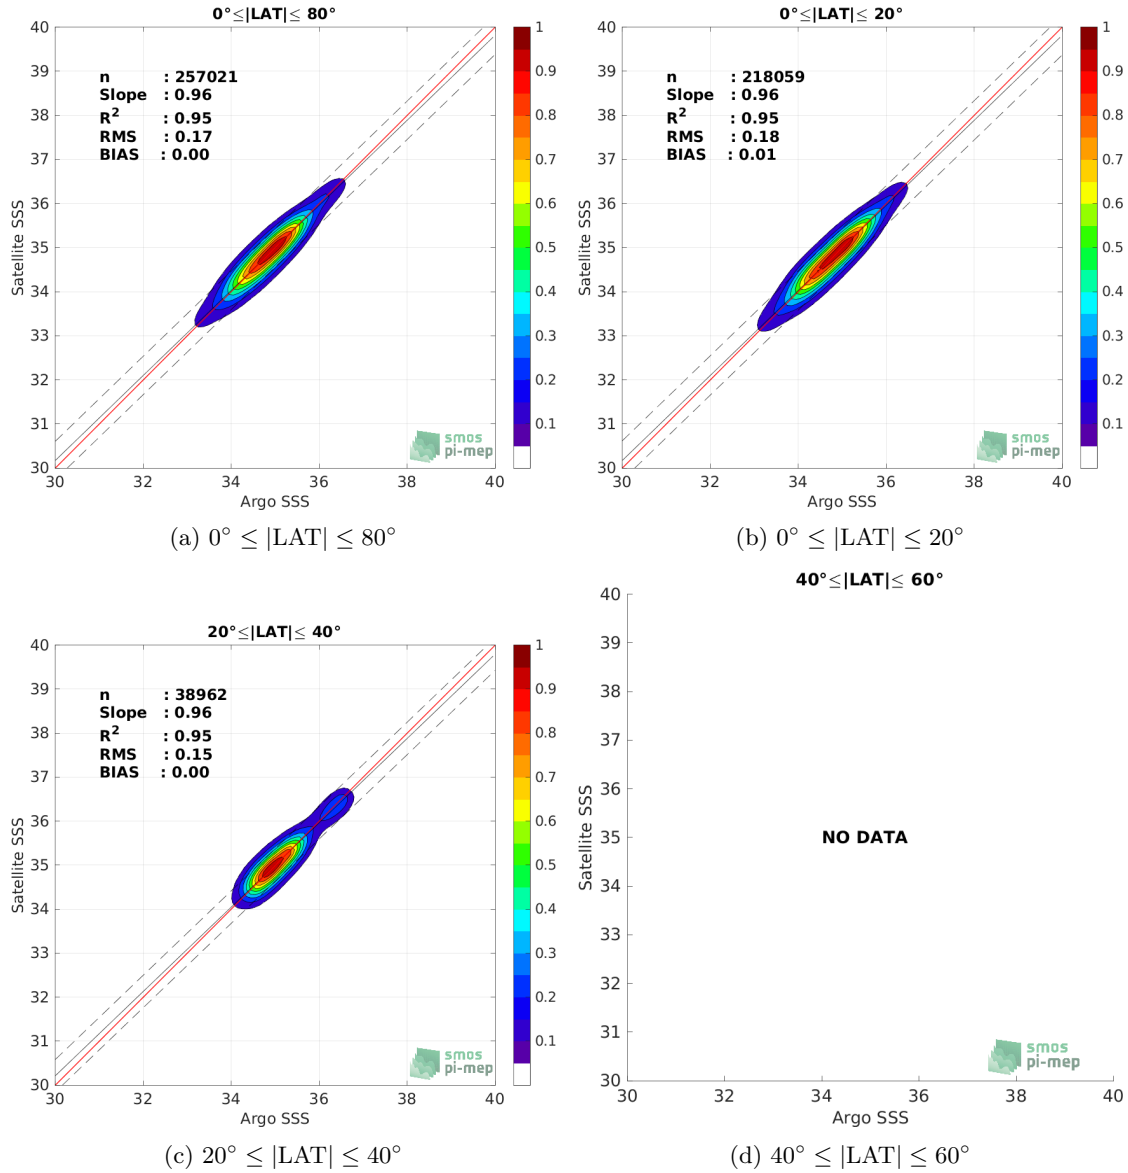 0°≤|LAT|≤ 80°
n : 257021
Slope : 0.96
R² : 0.95
RMS : 0.17
BIAS : 0.00
40
39
38
37
36
35
34
33
32
31
30
Satellite SSS
30 32 34 36 38 40
Argo SSS
1
0.9
0.8
0.7
0.6
0.5
0.4
0.3
0.2
0.1
smos
pi-mep
(a) 0° ≤ |LAT| ≤ 80°
0°≤|LAT|≤ 20°
n : 218059
Slope : 0.96
R² : 0.95
RMS : 0.18
BIAS : 0.01
40
39
38
37
36
35
34
33
32
31
30
Satellite SSS
30 32 34 36 38 40
Argo SSS
1
0.9
0.8
0.7
0.6
0.5
0.4
0.3
0.2
0.1
smos
pi-mep
(b) 0° ≤ |LAT| ≤ 20°
20°≤|LAT|≤ 40°
n : 38962
Slope : 0.96
R² : 0.95
RMS : 0.15
BIAS : 0.00
40
39
38
37
36
35
34
33
32
31
30
Satellite SSS
30 32 34 36 38 40
Argo SSS
1
0.9
0.8
0.7
0.6
0.5
0.4
0.3
0.2
0.1
smos
pi-mep
(c) 20° ≤ |LAT| ≤ 40°
40°≤|LAT|≤ 60°
40
39
38
37
36
35
34
33
32
31
30
Satellite SSS
NO DATA
30 32 34 36 38 40
Argo SSS
smos
pi-mep
(d) 40° ≤ |LAT| ≤ 60°